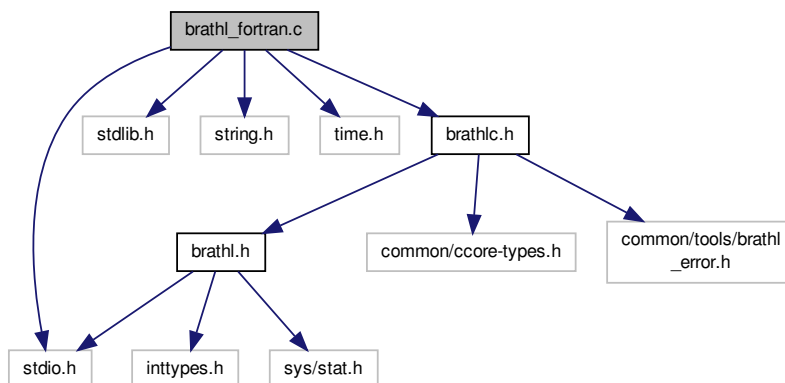 brathl_fortran.c
stdlib.h
string.h
time.h
brathlc.h
brathl.h
common/ccore-types.h
common/tools/brathl
_error.h
stdio.h
inttypes.h
sys/stat.h